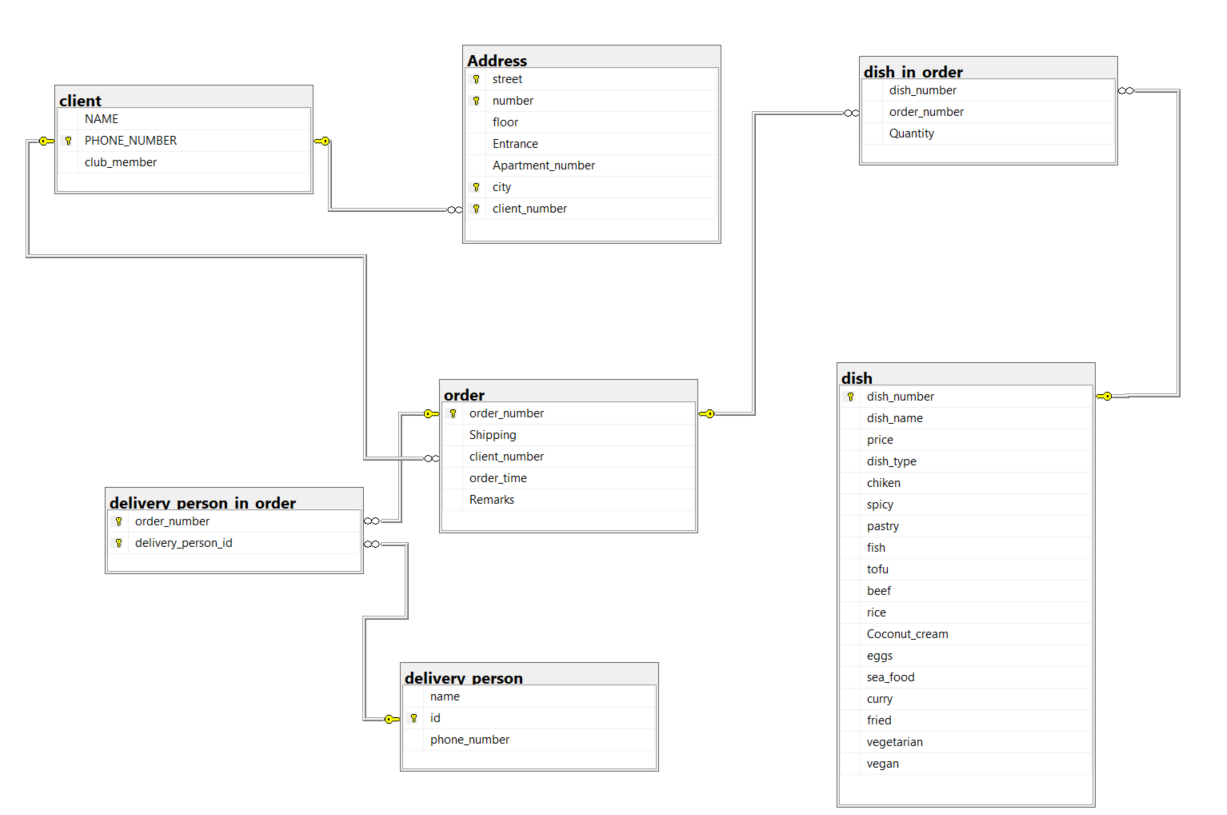 client
NAME
PHONE_NUMBER
club_member
Address
street
number
floor
Entrance
Apartment_number
city
client_number
dish_in_order
dish_number
order_number
Quantity
order
order_number
Shipping
client_number
order_time
Remarks
dish
dish_number
dish_name
price
dish_type
chiken
spicy
pastry
fish
tofu
beef
rice
Coconut_cream
eggs
sea_food
curry
fried
vegetarian
vegan
delivery_person_in_order
order_number
delivery_person_id
delivery_person
name
id
phone_number